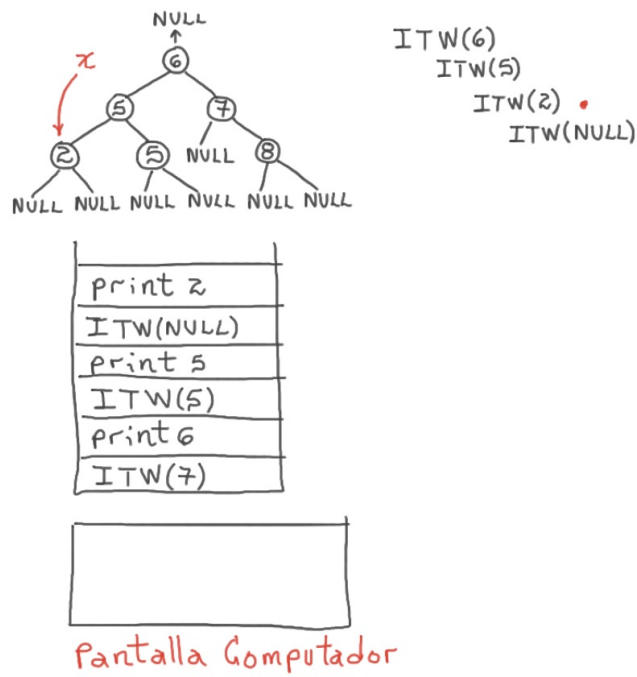 NULL
6
x
5 7
2 5 NULL 8
NULL NULL NULL NULL NULL NULL
ITW(6)
ITW(5)
ITW(2)
ITW(NULL)
print 2
ITW(NULL)
print 5
ITW(5)
print 6
ITW(7)
Pantalla Computador